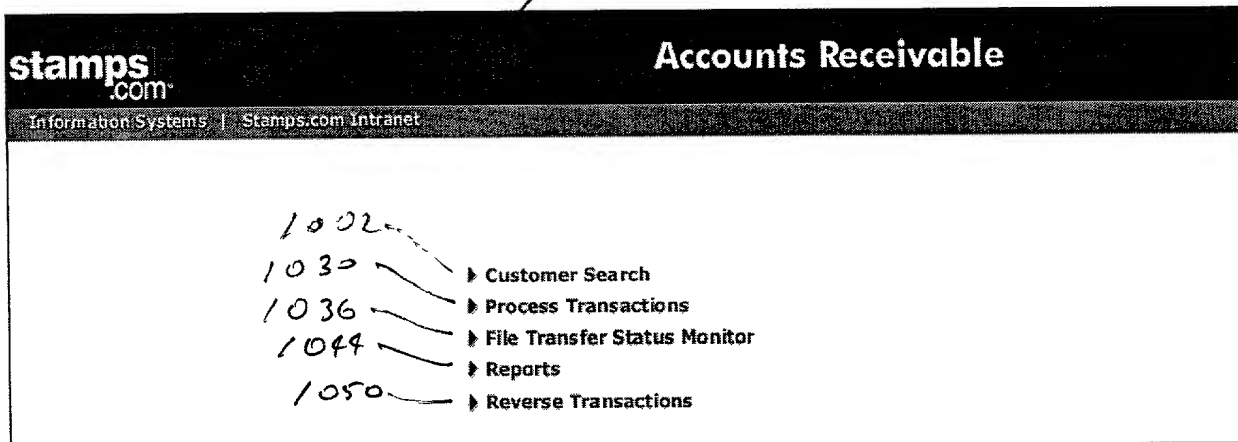 stamps.com
Accounts Receivable
Information Systems | Stamps.com Intranet
1002
Customer Search
1030
Process Transactions
1036
File Transfer Status Monitor
1044
Reports
1050
Reverse Transactions